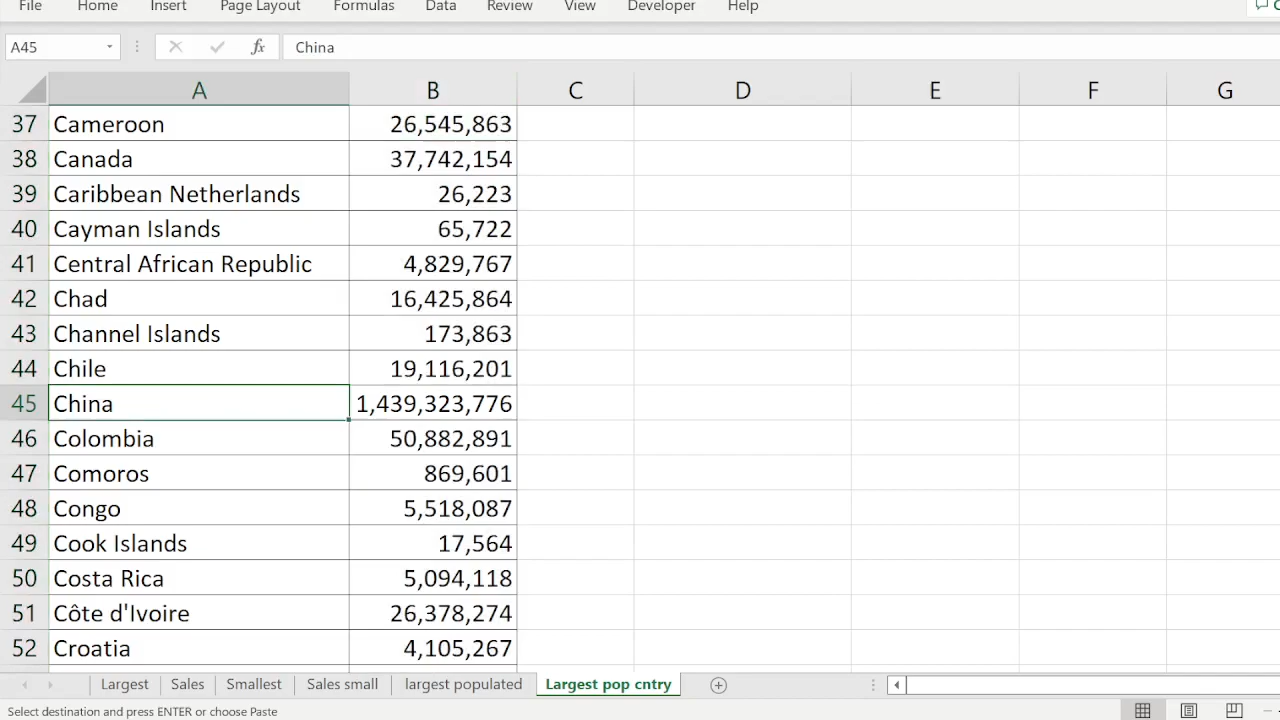 File Home Insert Page Layout Formulas Data Review View Developer Help
A45 fx China
A B C D E F G
37 Cameroon 26,545,863
38 Canada 37,742,154
39 Caribbean Netherlands 26,223
40 Cayman Islands 65,722
41 Central African Republic 4,829,767
42 Chad 16,425,864
43 Channel Islands 173,863
44 Chile 19,116,201
45 China 1,439,323,776
46 Colombia 50,882,891
47 Comoros 869,601
48 Congo 5,518,087
49 Cook Islands 17,564
50 Costa Rica 5,094,118
51 Côte d'Ivoire 26,378,274
52 Croatia 4,105,267
Largest Sales Smallest Sales small largest populated Largest pop cntry
Select destination and press ENTER or choose Paste